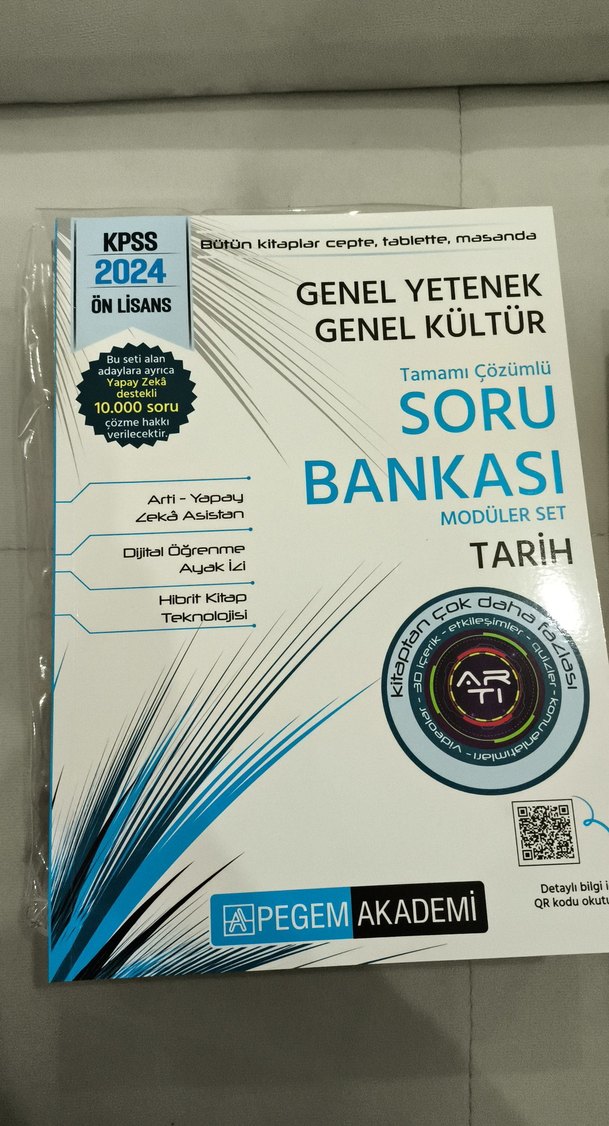 KPSS
2024
ÖN LİSANS
Bütün kitaplar cepte, tablette, masanda
GENEL YETENEK
GENEL KÜLTÜR
Bu seti alan
adaylara ayrıca
Yapay Zekâ
destekli
10.000 soru
çözme hakkı
verilecektir.
Tamamı Çözümlü
SORU
BANKASI
MODÜLER SET
TARİH
Arti - Yapay
Zekâ Asistan
Dijital Öğrenme
Ayak İzi
Hibrit Kitap
Teknolojisi
kitaptan çok daha fazlası
videolar - 3D içerik - etkileşimler - quizler - konu anlatımları
ARTI
Detaylı bilgi i
QR kodu okutu
PEGEM AKADEMİ